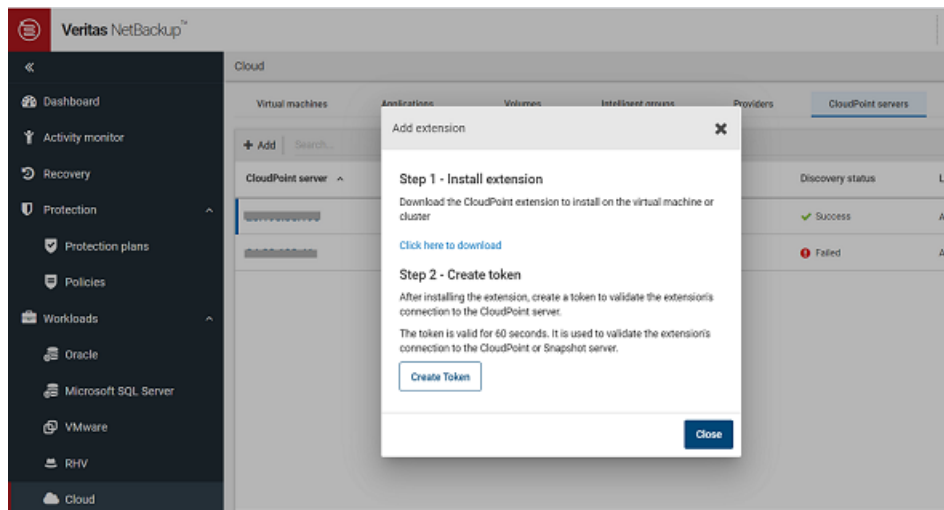 Veritas NetBackup™
Cloud
Dashboard
Activity monitor
Recovery
Protection
Protection plans
Policies
Workloads
Oracle
Microsoft SQL Server
VMware
RHV
Cloud
Virtual machines Applications Volumes Intelligent groups Providers CloudPoint servers
+ Add Search...
CloudPoint server Discovery status L
Success A
Failed A
Add extension
Step 1 - Install extension
Download the CloudPoint extension to install on the virtual machine or
cluster
Click here to download
Step 2 - Create token
After installing the extension, create a token to validate the extension's
connection to the CloudPoint server.
The token is valid for 60 seconds. It is used to validate the extension's
connection to the CloudPoint or Snapshot server.
Create Token
Close